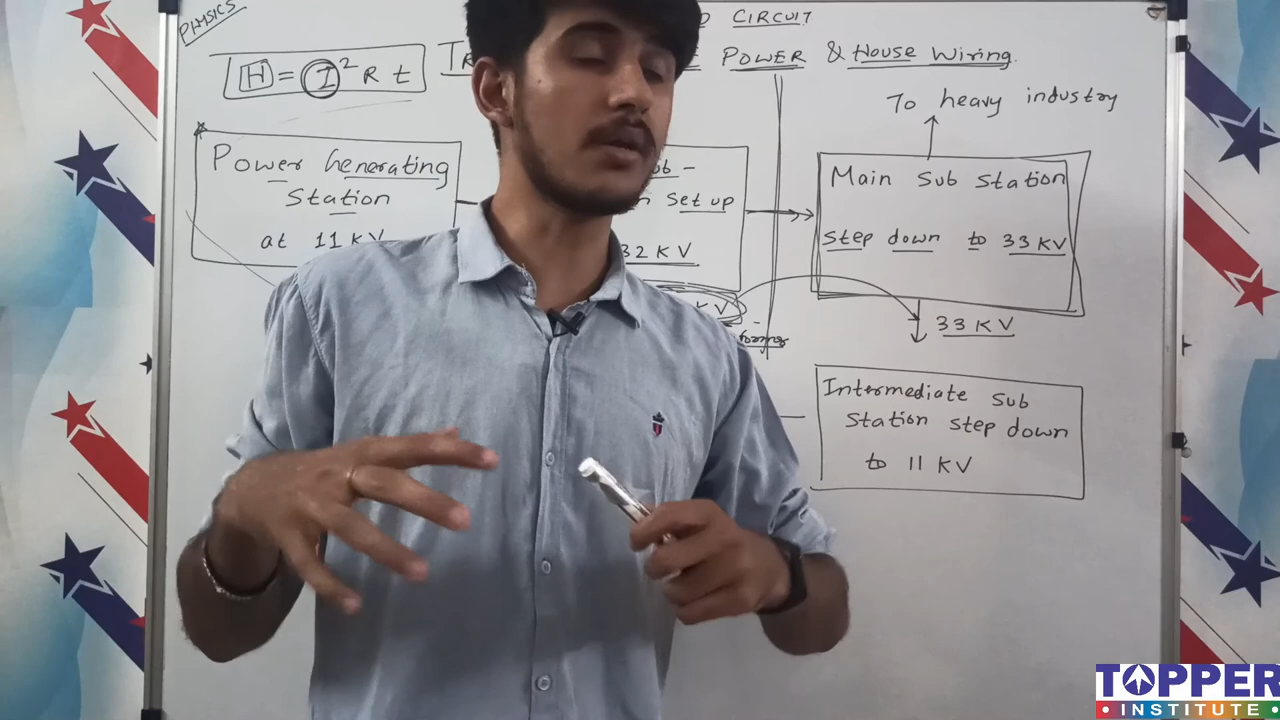 PHYSICS
CIRCUIT
POWER & HOUSE WIRING.
H = I² R t
To heavy industry
Power Generating
Station
at 11 KV
Set up
32 KV
KV
Main Sub Station
step down to 33 KV
33 KV
Intermediate Sub
Station step down
to 11 KV
TOPPER
INSTITUTE